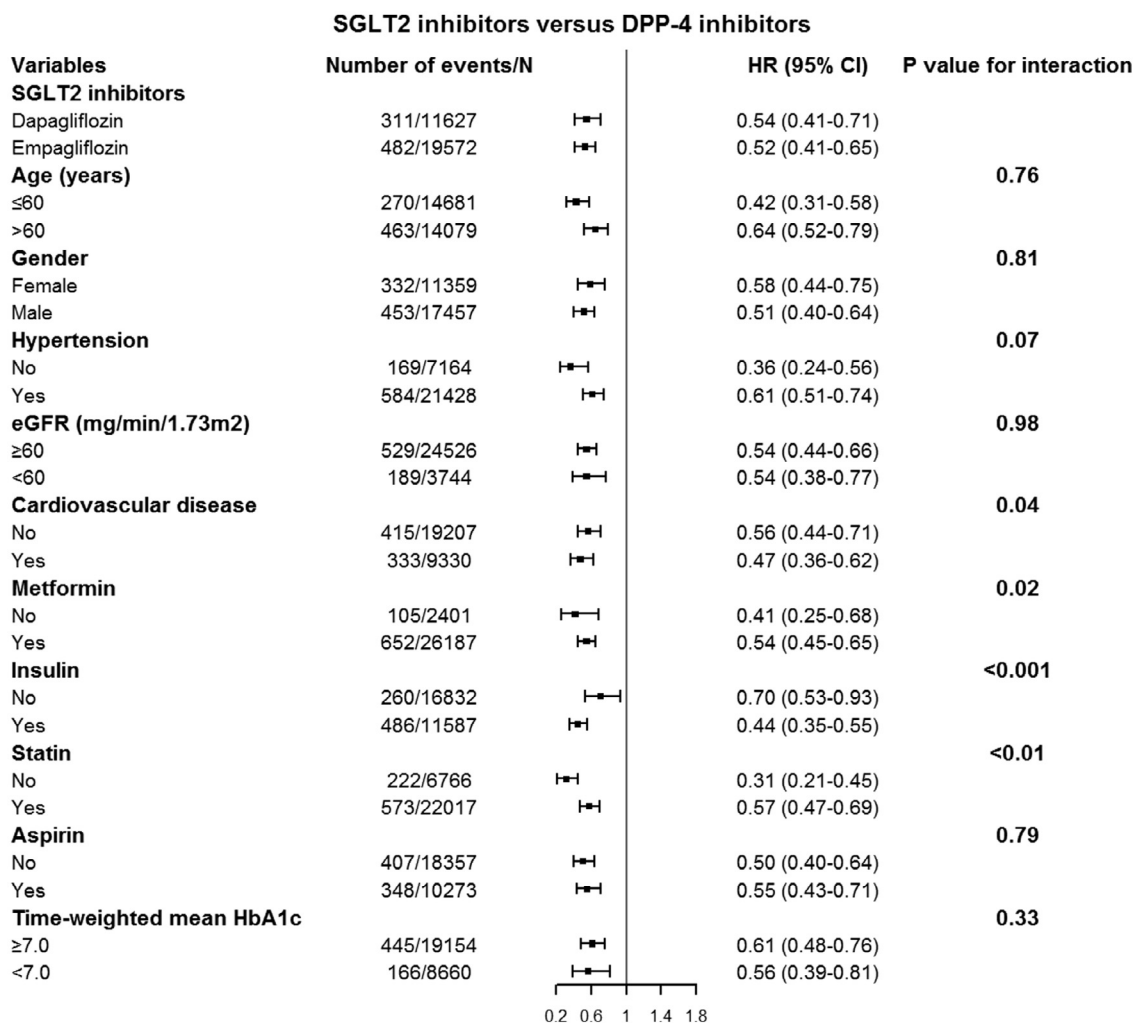 SGLT2 inhibitors versus DPP-4 inhibitors
Variables Number of events/N HR (95% CI) P value for interaction
SGLT2 inhibitors
Dapagliflozin 311/11627 0.54 (0.41-0.71)
Empagliflozin 482/19572 0.52 (0.41-0.65)
Age (years) 0.76
≤60 270/14681 0.42 (0.31-0.58)
>60 463/14079 0.64 (0.52-0.79)
Gender 0.81
Female 332/11359 0.58 (0.44-0.75)
Male 453/17457 0.51 (0.40-0.64)
Hypertension 0.07
No 169/7164 0.36 (0.24-0.56)
Yes 584/21428 0.61 (0.51-0.74)
eGFR (mg/min/1.73m2) 0.98
≥60 529/24526 0.54 (0.44-0.66)
<60 189/3744 0.54 (0.38-0.77)
Cardiovascular disease 0.04
No 415/19207 0.56 (0.44-0.71)
Yes 333/9330 0.47 (0.36-0.62)
Metformin 0.02
No 105/2401 0.41 (0.25-0.68)
Yes 652/26187 0.54 (0.45-0.65)
Insulin <0.001
No 260/16832 0.70 (0.53-0.93)
Yes 486/11587 0.44 (0.35-0.55)
Statin <0.01
No 222/6766 0.31 (0.21-0.45)
Yes 573/22017 0.57 (0.47-0.69)
Aspirin 0.79
No 407/18357 0.50 (0.40-0.64)
Yes 348/10273 0.55 (0.43-0.71)
Time-weighted mean HbA1c 0.33
≥7.0 445/19154 0.61 (0.48-0.76)
<7.0 166/8660 0.56 (0.39-0.81)
0.2 0.6 1 1.4 1.8